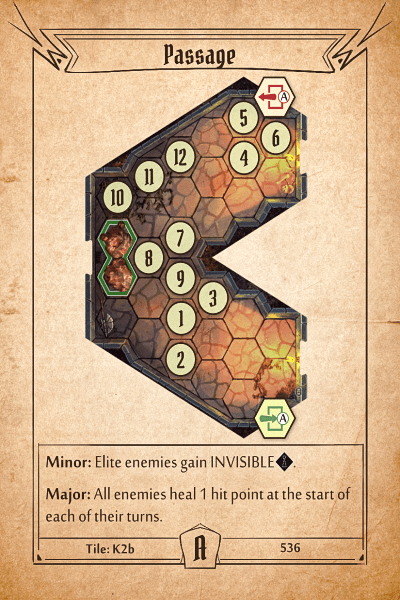 Passage
A
5
6
12
4
11
10
7
8
9
3
1
2
A
Minor: Elite enemies gain INVISIBLE.
Major: All enemies heal 1 hit point at the start of
each of their turns.
Tile: K2b
A
536